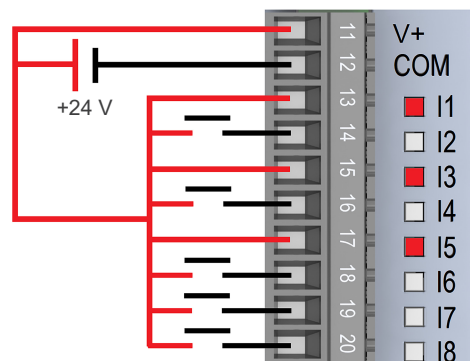 11 V+
12 COM
+24 V
13 I1
14 I2
15 I3
16 I4
17 I5
18 I6
19 I7
20 I8